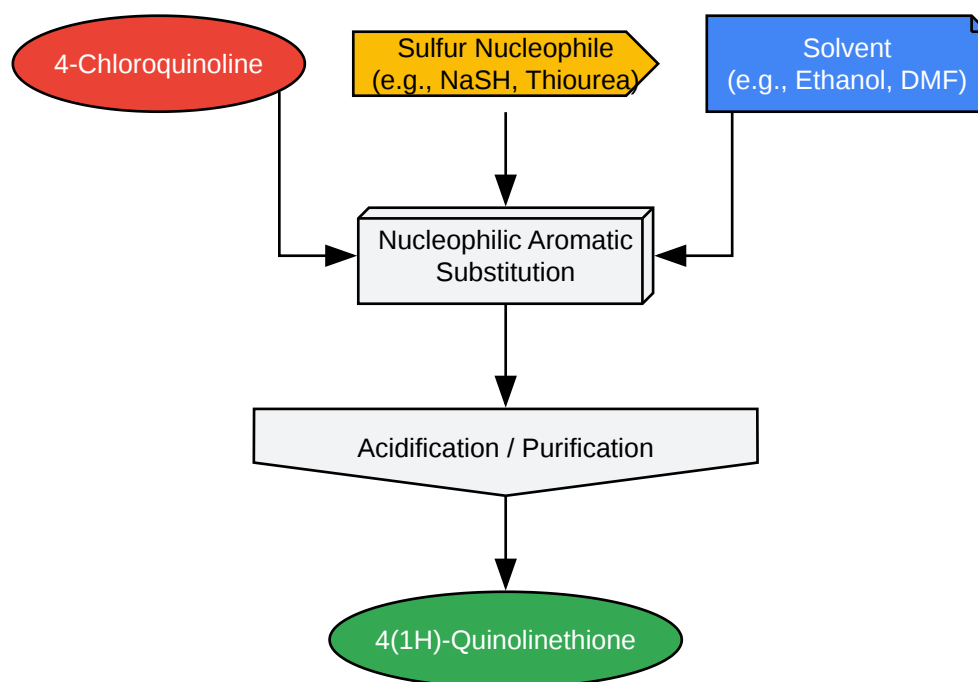 4-Chloroquinoline
Sulfur Nucleophile
(e.g., NaSH, Thiourea)
Solvent
(e.g., Ethanol, DMF)
Nucleophilic Aromatic
Substitution
Acidification / Purification
4(1H)-Quinolinethione